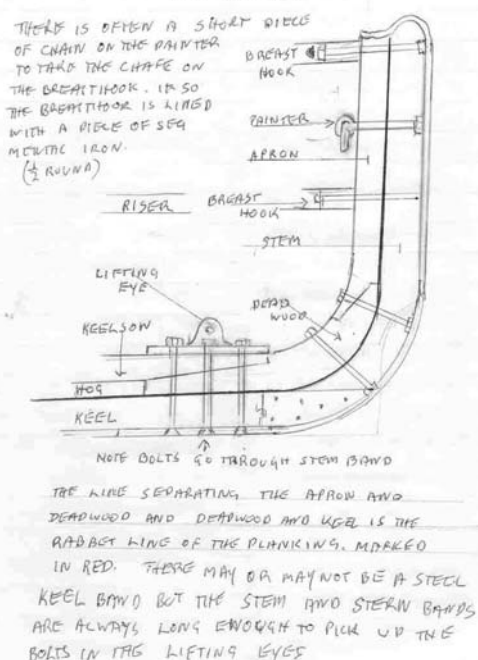 THERE IS OFTEN A SHORT PIECE
OF CHAIN ON THE PAINTER
TO TAKE THE CHAFE ON
THE BREASTHOOK. IF SO
THE BREASTHOOK IS LINED
WITH A PIECE OF SEG
MENTAL IRON.
(½ ROUND)
BREAST
HOOK
PAINTER
APRON
RISER
BREAST
HOOK
STEM
LIFTING
EYE
DEAD
WOOD
KEELSON
HOG
KEEL
NOTE BOLTS GO THROUGH STEM BAND
THE LINE SEPARATING THE APRON AND
DEADWOOD AND DEADWOOD AND KEEL IS THE
RABBET LINE OF THE PLANKING. MARKED
IN RED. THERE MAY OR MAY NOT BE A STEEL
KEEL BAND BUT THE STEM AND STERN BANDS
ARE ALWAYS LONG ENOUGH TO PICK UP THE
BOLTS IN THE LIFTING EYES